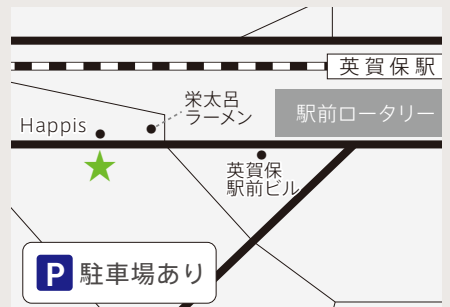 英賀保駅
栄太呂
ラーメン
駅前ロータリー
Happis
英賀保
駅前ビル
P 駐車場あり